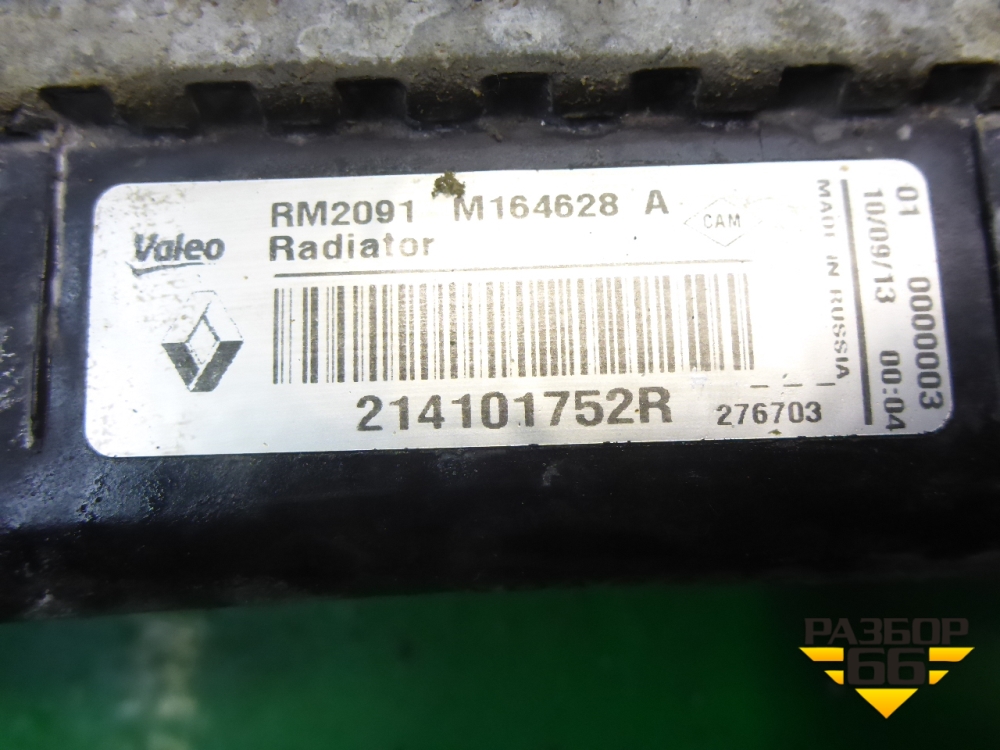 RM2091 M164628 A
CAM
Valeo
Radiator
214101752R
276703
MADE IN RUSSIA
10/09/13 00:04
01 0000003
РАЗБОР
66